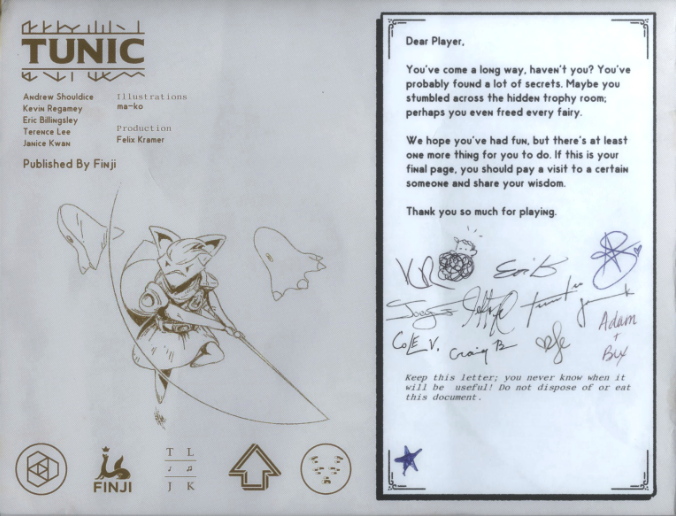 TUNIC
Andrew Shouldice
Kevin Regamey
Eric Billingsley
Terence Lee
Janice Kwan
Illustrations
ma-ko
Production
Felix Kramer
Published By Finji
FINJI
T L
J K
Dear Player,
You've come a long way, haven't you? You've
probably found a lot of secrets. Maybe you
stumbled across the hidden trophy room;
perhaps you even freed every fairy.
We hope you've had fun, but there's at least
one more thing for you to do. If this is your
final page, you should pay a visit to a certain
someone and share your wisdom.
Thank you so much for playing.
KR
Eric B
Cole V.
Craig B
Adam
+
Bex
Keep this letter; you never know when it
will be useful! Do not dispose of or eat
this document.